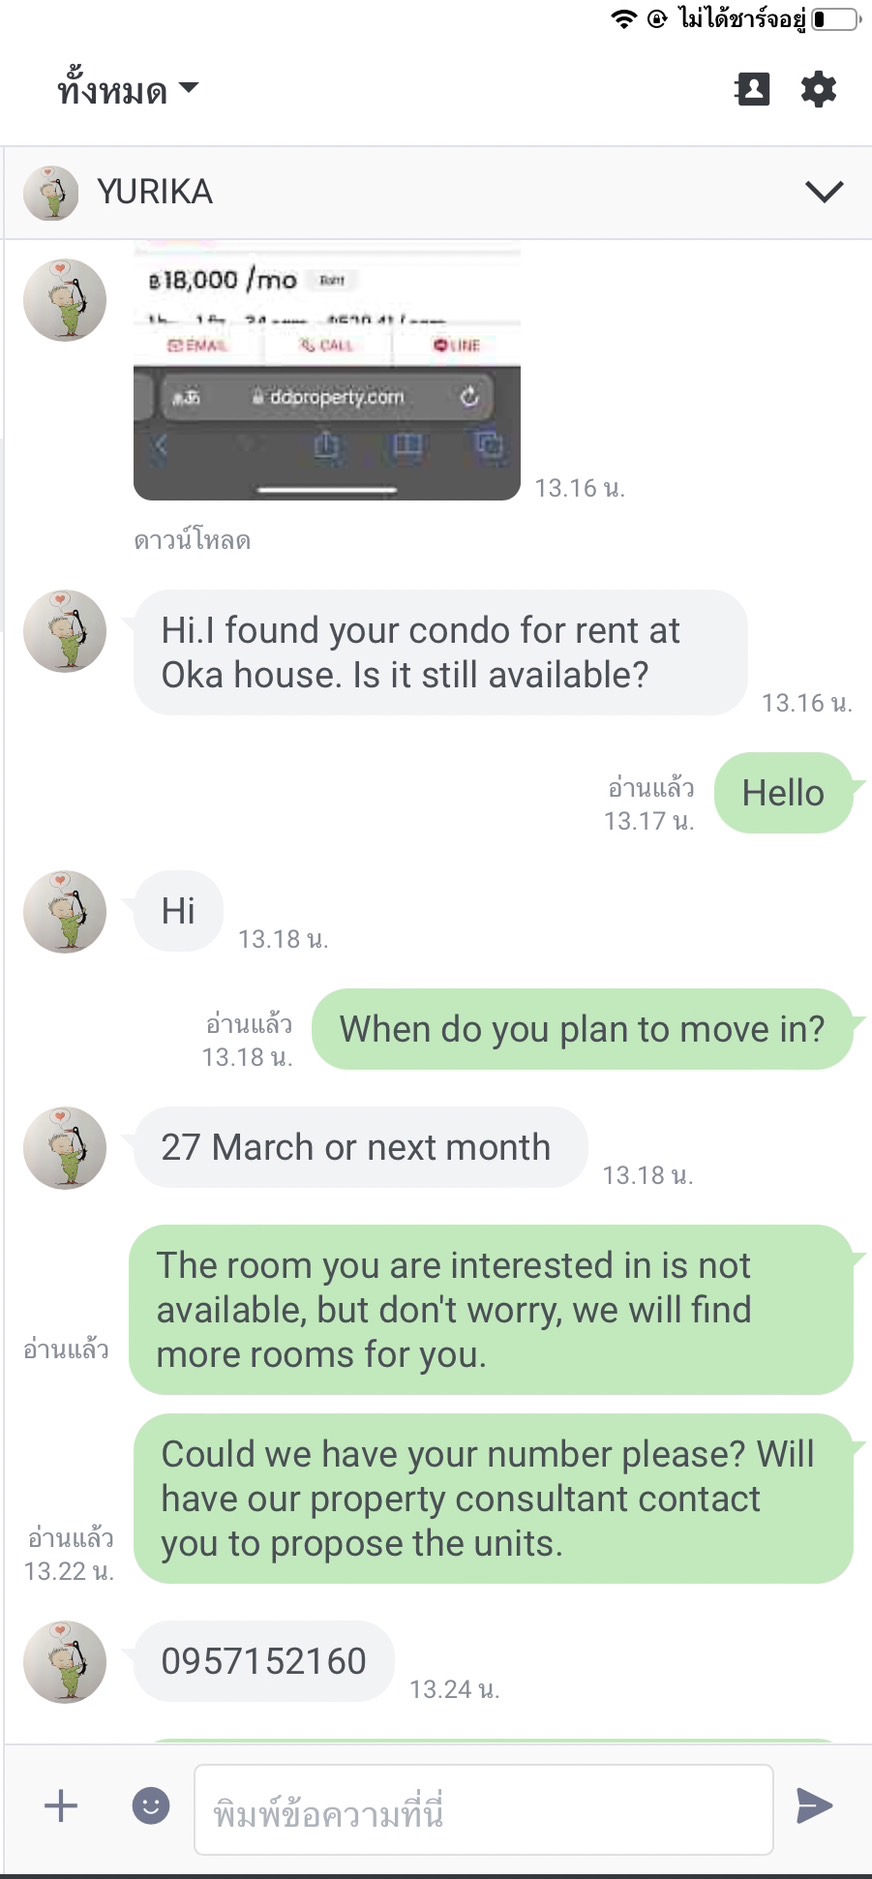 ไม่ได้ชาร์จอยู่
ทั้งหมด
YURIKA
฿18,000 /mo
Rent
EMAIL
CALL
LINE
ddproperty.com
13.16 น.
ดาวน์โหลด
Hi.I found your condo for rent at
Oka house. Is it still available?
13.16 น.
อ่านแล้ว
13.17 น.
Hello
Hi
13.18 น.
อ่านแล้ว
13.18 น.
When do you plan to move in?
27 March or next month
13.18 น.
The room you are interested in is not
available, but don't worry, we will find
more rooms for you.
อ่านแล้ว
Could we have your number please? Will
have our property consultant contact
you to propose the units.
อ่านแล้ว
13.22 น.
0957152160
13.24 น.
พิมพ์ข้อความที่นี่